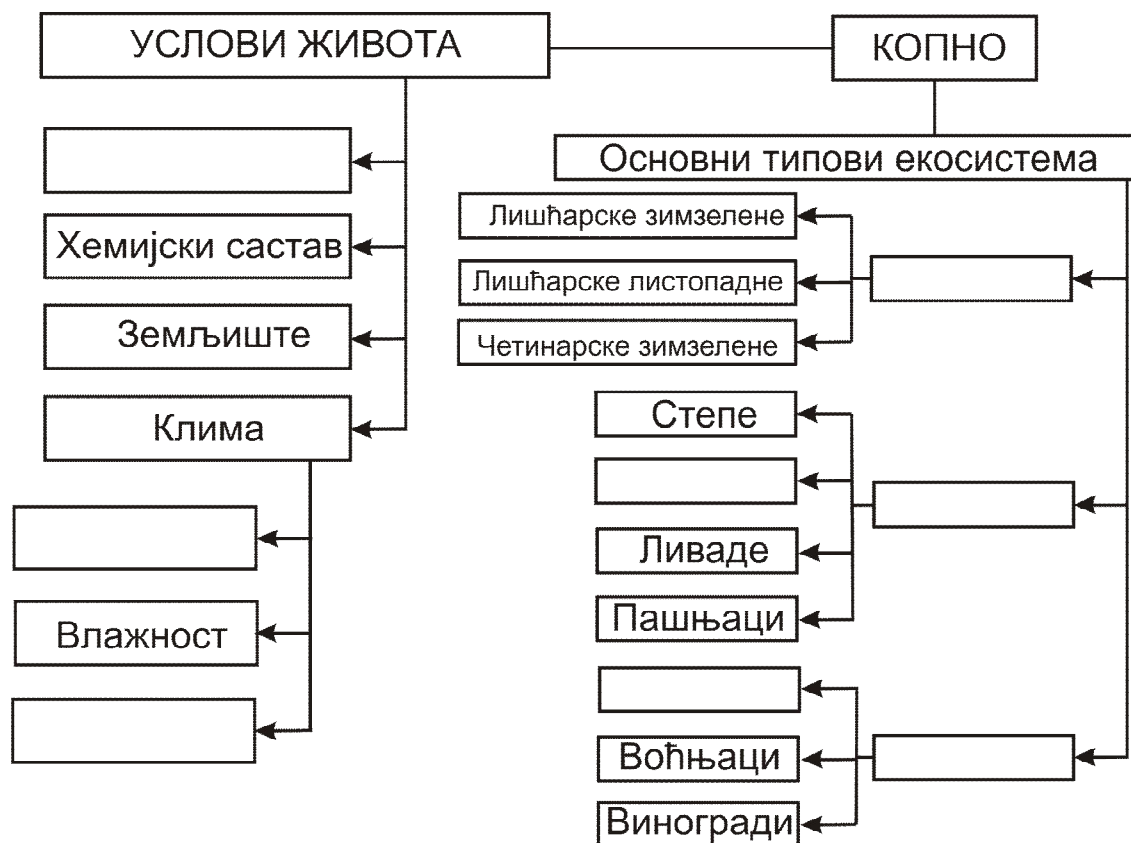 УСЛОВИ ЖИВОТА
КОПНО
Хемијски састав
Земљиште
Клима
Влажност
Основни типови екосистема
Лишћарске зимзелене
Лишћарске листопадне
Четинарске зимзелене
Степе
Ливаде
Пашњаци
Воћњаци
Виногради